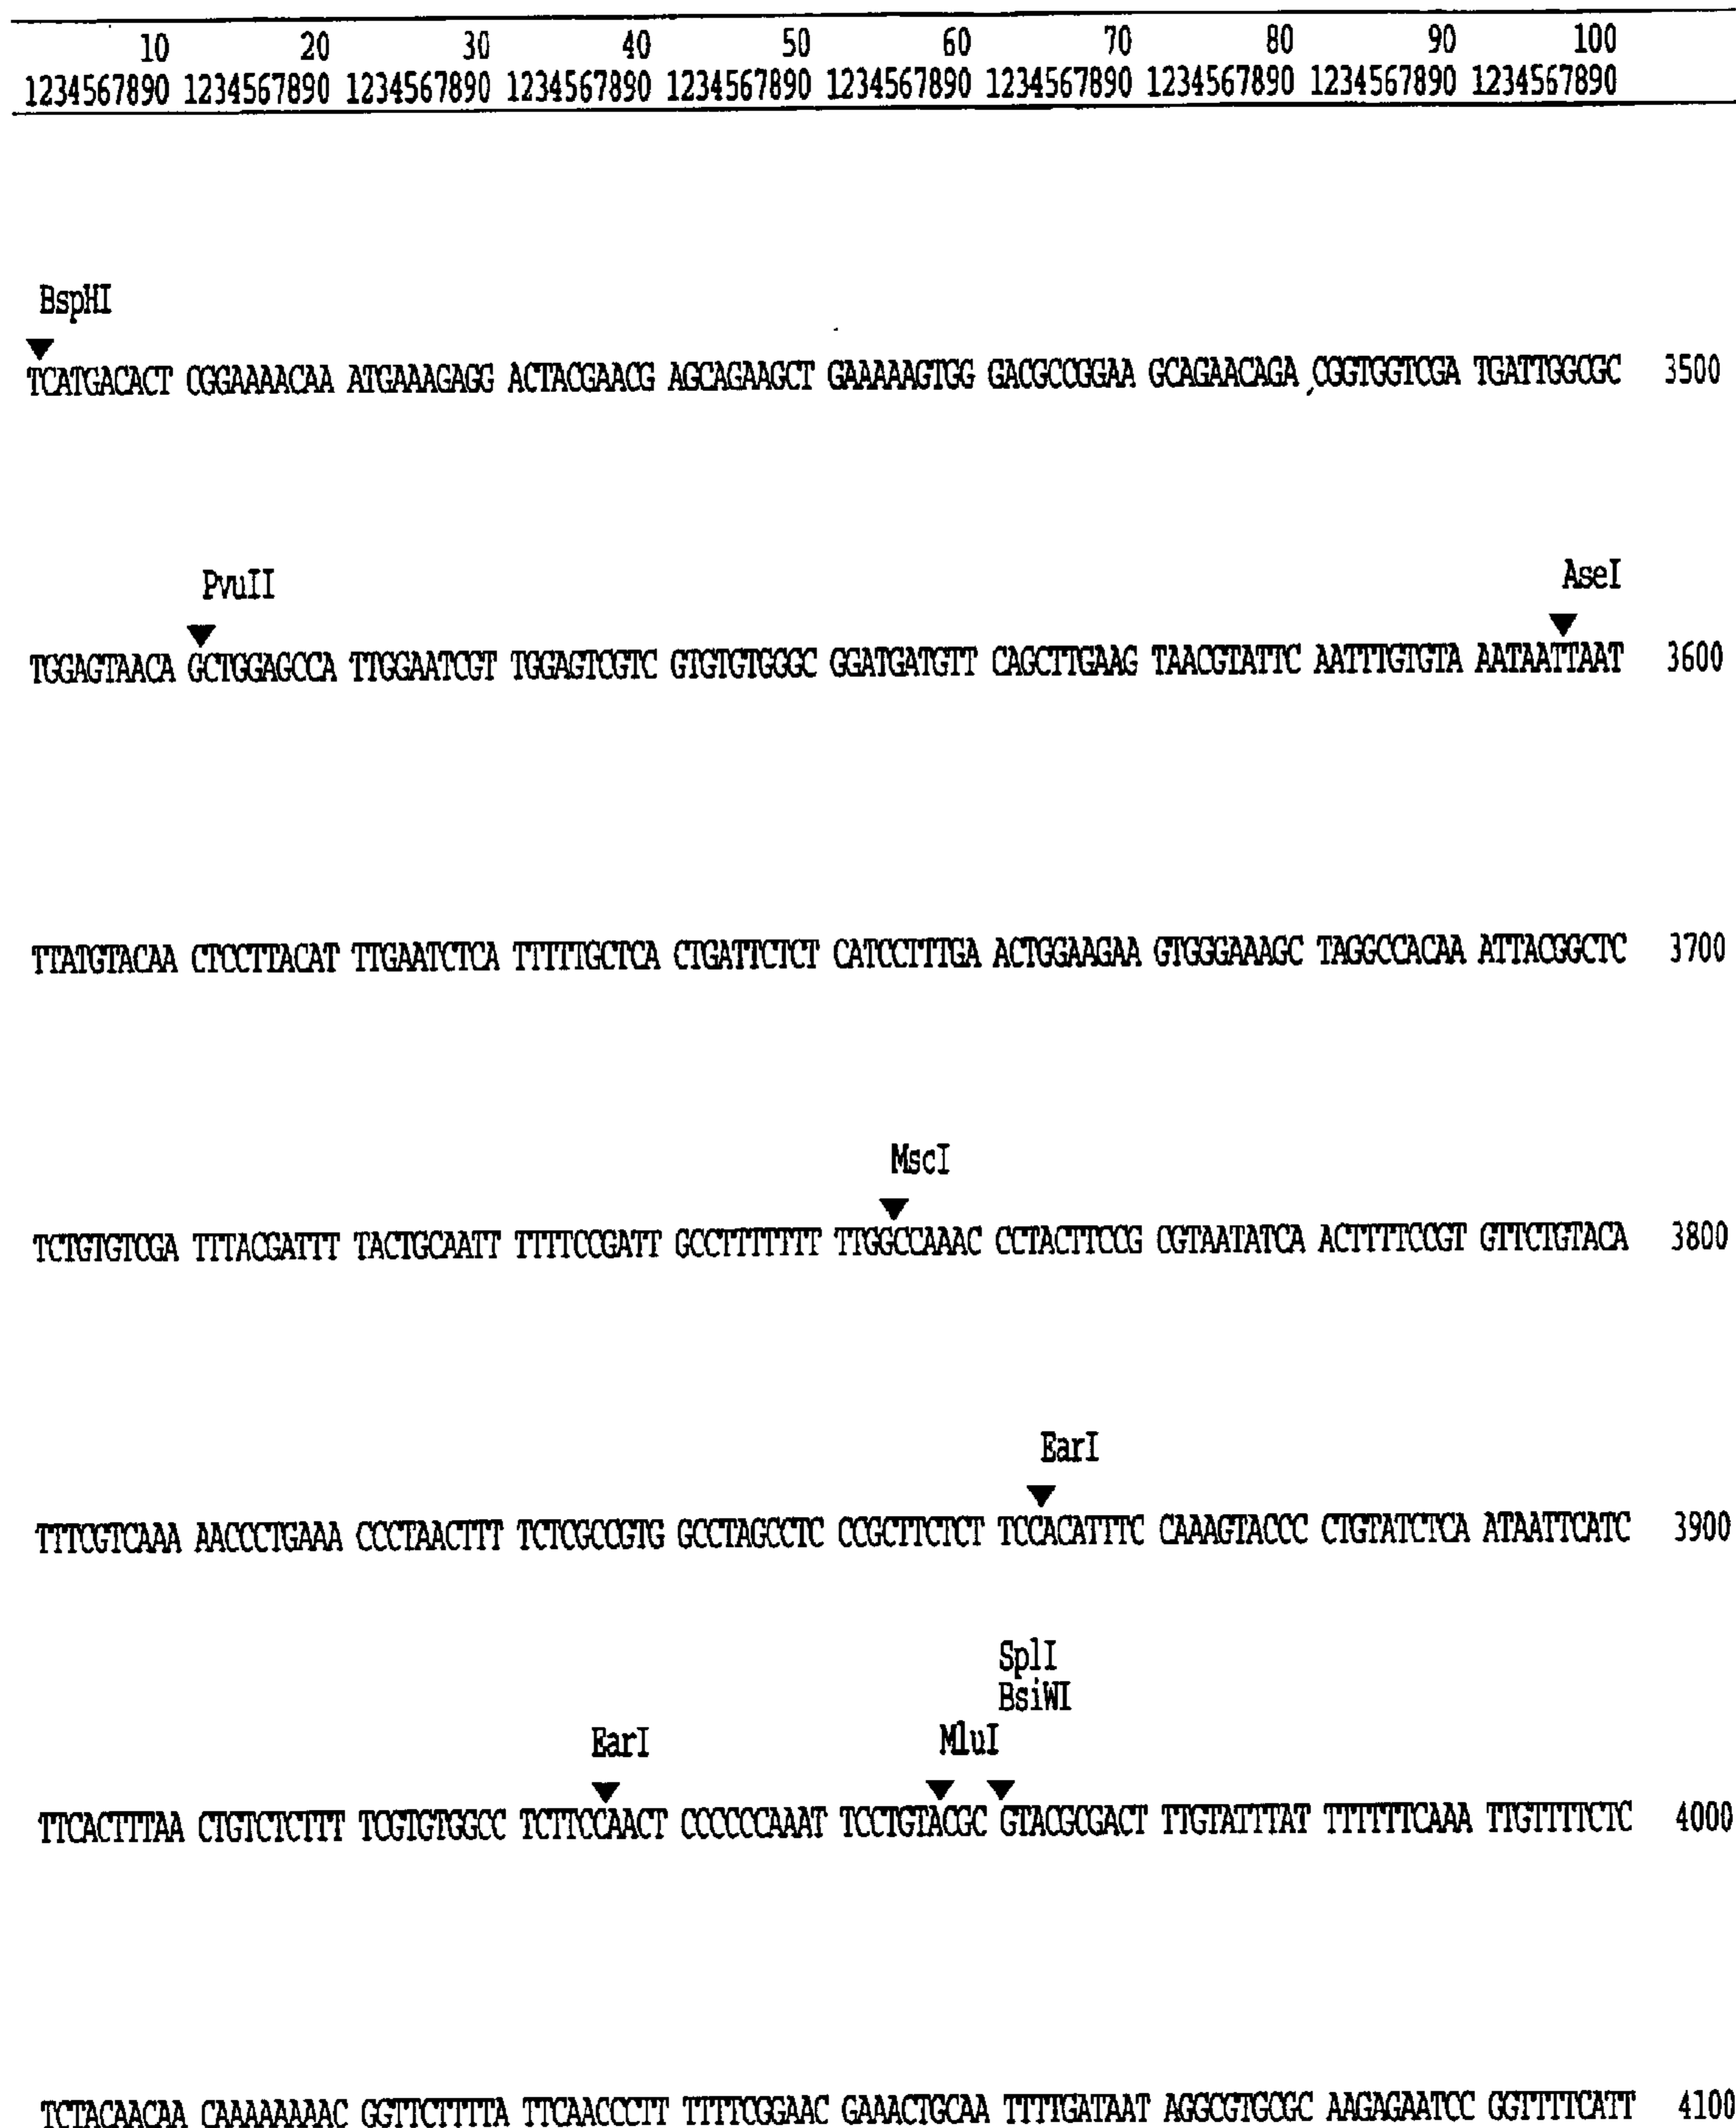 10 20 30 40 50 60 70 80 90 100
1234567890 1234567890 1234567890 1234567890 1234567890 1234567890 1234567890 1234567890 1234567890 1234567890
BspHI
TCATGACACT CGGAAAACAA ATGAAAGAGG ACTACGAACG AGCAGAAGCT GAAAAAGTGG GACGCCGGAA GCAGAACAGA CGGTGGTCGA TGATTGGCGC 3500
PvuII AseI
TGGAGTAACA GCTGGAGCCA TTGGAATCGT TGGAGTCGTC GTGTGTGGGC GGATGATGTT CAGCTTGAAG TAACGTATTC AATTTGTGTA AATAATTAAT 3600
TTATGTACAA CTCCTTACAT TTGAATCTCA TTTTTGCTCA CTGATTCTCT CATCCTTTGA ACTGGAAGAA GTGGGAAAGC TAGGCCACAA ATTACGGCTC 3700
MscI
TCTGTGTCGA TTTACGATTT TACTGCAATT TTTTCCGATT GCCTTTTTTT TTGGCCAAAC CCTACTTCCG CGTAATATCA ACTTTTCCGT GTTCTGTACA 3800
EarI
TTTCGTCAAA AACCCTGAAA CCCTAACTTT TCTCGCCGTG GCCTAGCCTC CCGCTTCTCT TCCACATTTC CAAAGTACCC CTGTATCTCA ATAATTCATC 3900
SplI
BsiWI
EarI MluI
TTCACTTTAA CTGTCTCTTT TCGTGTGGCC TCTTCCAACT CCCCCCAAAT TCCTGTACGC GTACGCGACT TTGTATTTAT TTTTTTCAAA TTGTTTTCTC 4000
TCTACAACAA CAAAAAAAAC GGTTCTTTTA TTCAACCCTT TTTTCGGAAC GAAACTGCAA TTTTGATAAT AGGCGTGCGC AAGAGAATCC GGTTTTCATT 4100